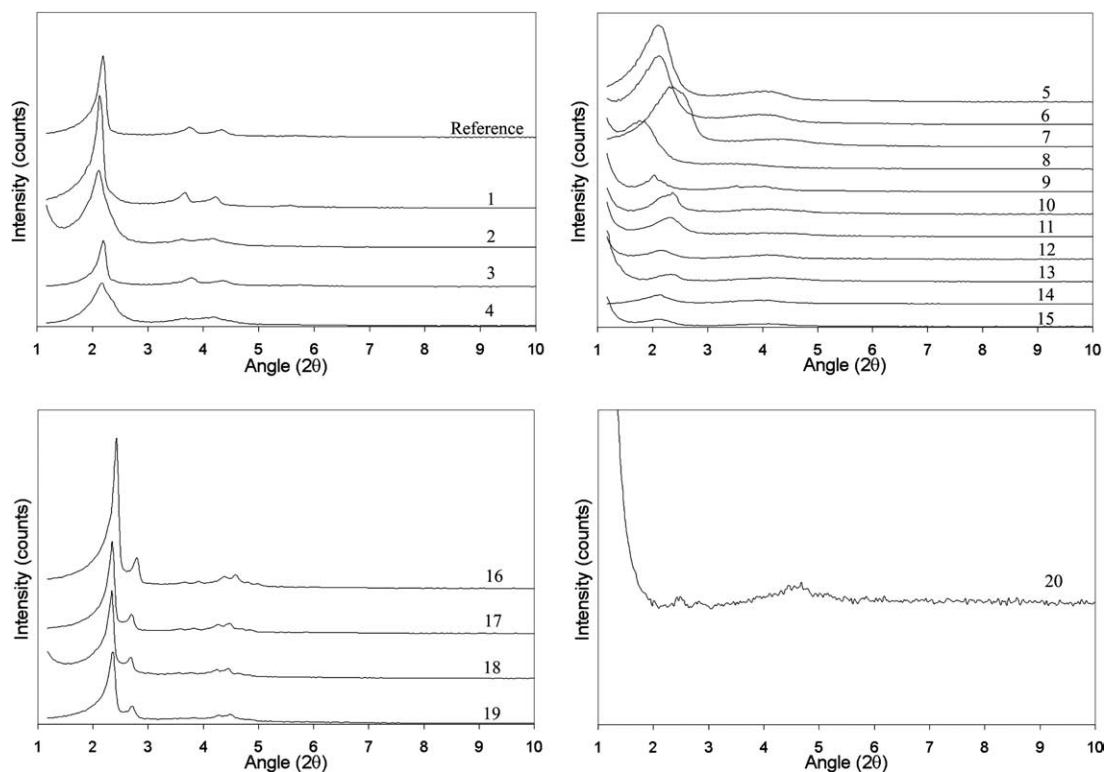 Intensity (counts)
Reference
1
2
3
4
1 2 3 4 5 6 7 8 9 10
Angle (2θ)
Intensity (counts)
5
6
7
8
9
10
11
12
13
14
15
1 2 3 4 5 6 7 8 9 10
Angle (2θ)
Intensity (counts)
16
17
18
19
1 2 3 4 5 6 7 8 9 10
Angle (2θ)
Intensity (counts)
20
1 2 3 4 5 6 7 8 9 10
Angle (2θ)